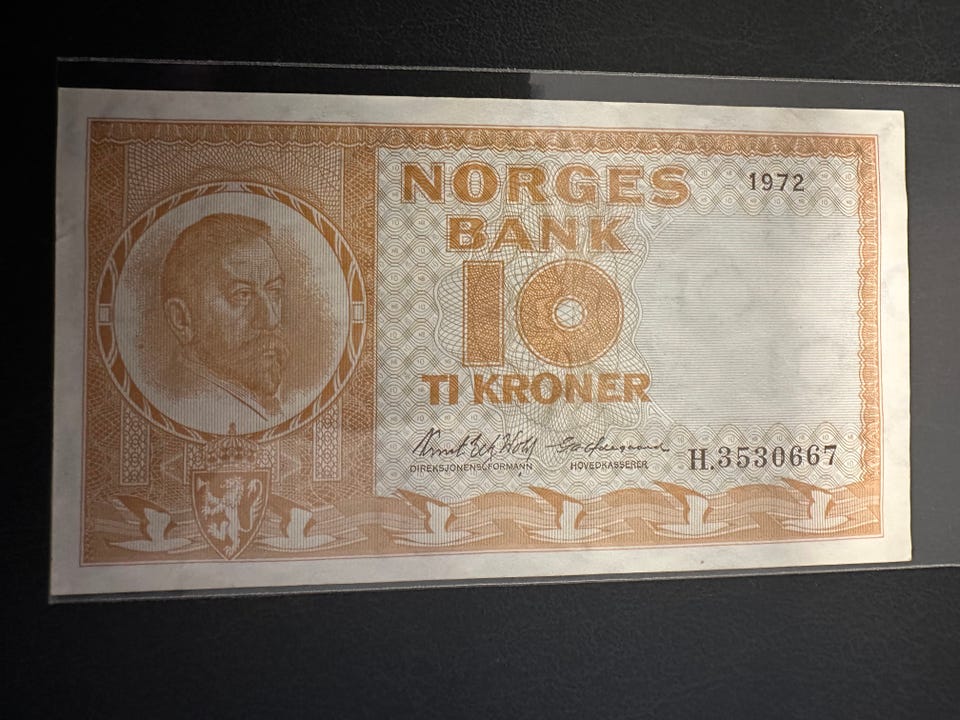 NORGES
1972
BANK
10
TI KRONER
DIREKSJONENS FORMANN
HOVEDKASSERER
H.3530667